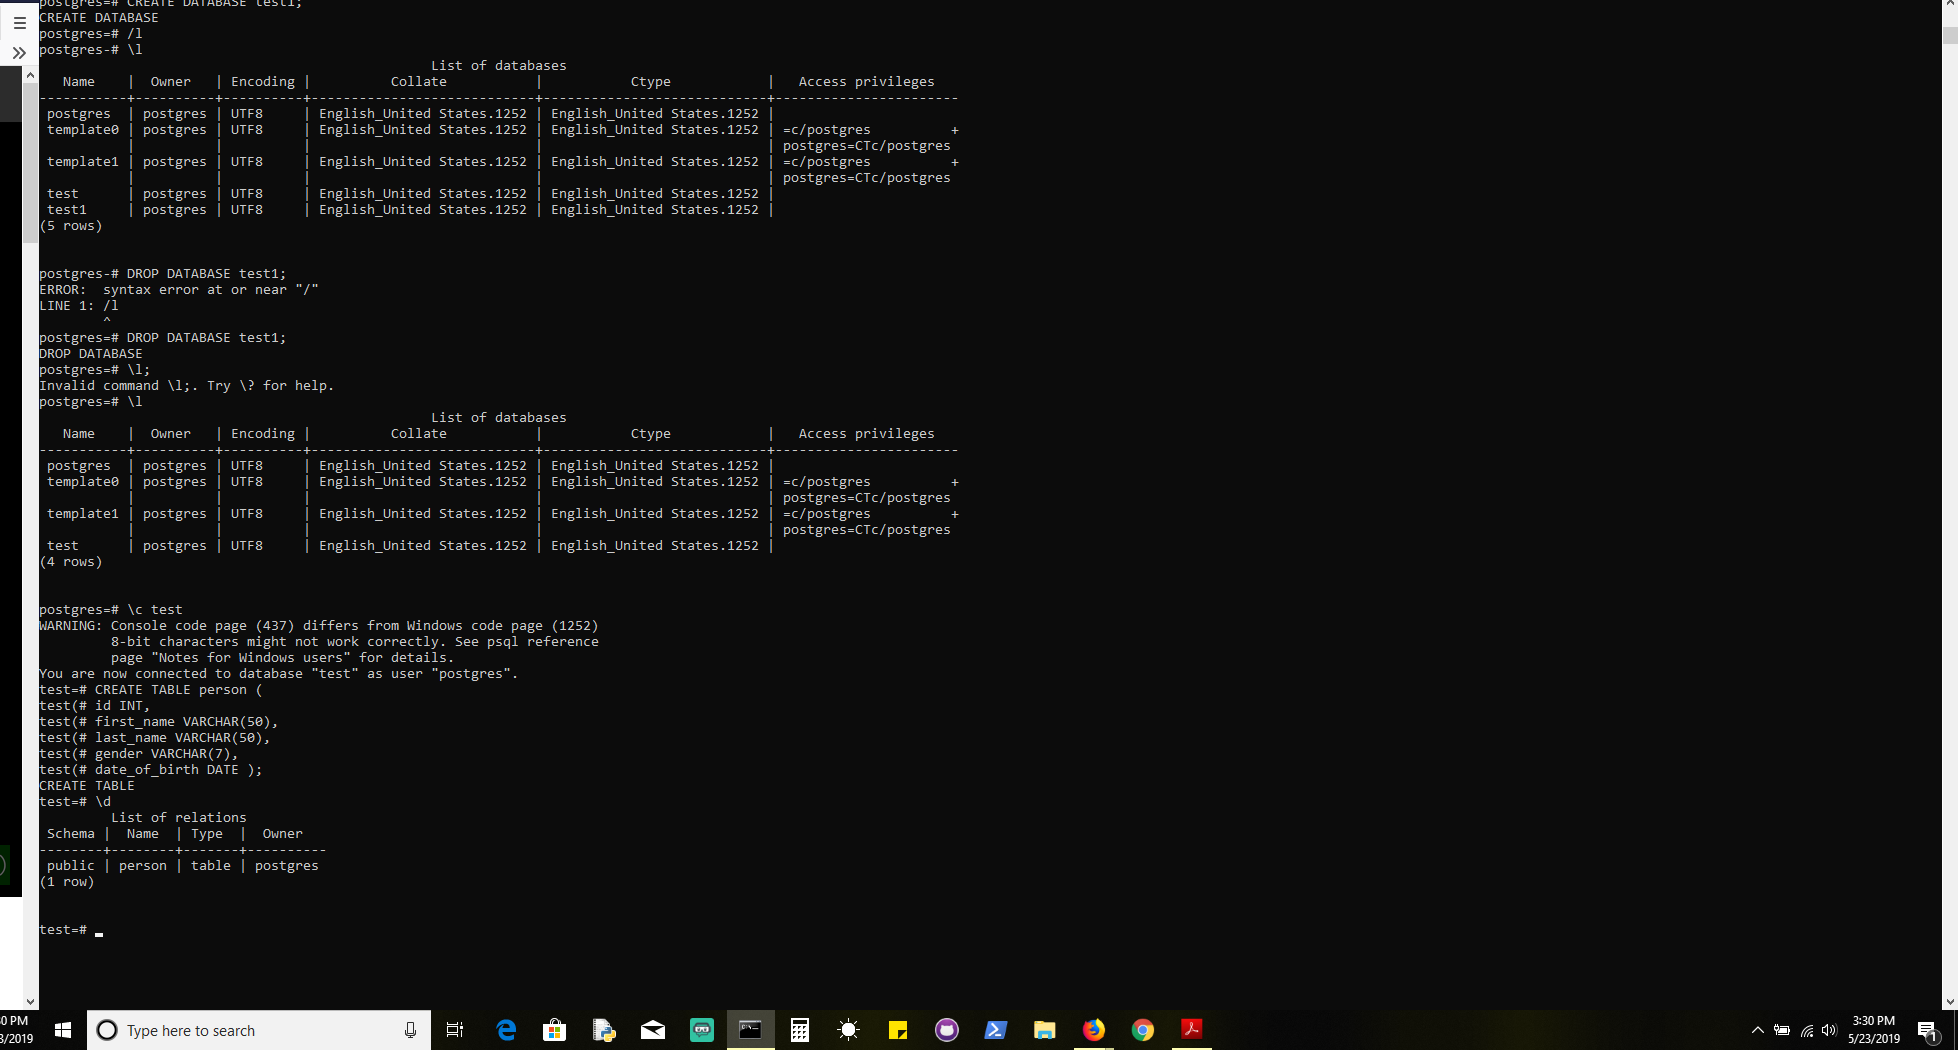 postgres=# CREATE DATABASE test1;
CREATE DATABASE
postgres=# /l
postgres-# \l
                                                 List of databases
   Name    |  Owner   | Encoding |          Collate           |           Ctype            |   Access privileges
-----------+----------+----------+----------------------------+----------------------------+-----------------------
 postgres  | postgres | UTF8     | English_United States.1252 | English_United States.1252 |
 template0 | postgres | UTF8     | English_United States.1252 | English_United States.1252 | =c/postgres          +
           |          |          |                            |                            | postgres=CTc/postgres
 template1 | postgres | UTF8     | English_United States.1252 | English_United States.1252 | =c/postgres          +
           |          |          |                            |                            | postgres=CTc/postgres
 test      | postgres | UTF8     | English_United States.1252 | English_United States.1252 |
 test1     | postgres | UTF8     | English_United States.1252 | English_United States.1252 |
(5 rows)
postgres-# DROP DATABASE test1;
ERROR:  syntax error at or near "/"
LINE 1: /l
        ^
postgres=# DROP DATABASE test1;
DROP DATABASE
postgres=# \l;
Invalid command \l;. Try \? for help.
postgres=# \l
                                                 List of databases
   Name    |  Owner   | Encoding |          Collate           |           Ctype            |   Access privileges
-----------+----------+----------+----------------------------+----------------------------+-----------------------
 postgres  | postgres | UTF8     | English_United States.1252 | English_United States.1252 |
 template0 | postgres | UTF8     | English_United States.1252 | English_United States.1252 | =c/postgres          +
           |          |          |                            |                            | postgres=CTc/postgres
 template1 | postgres | UTF8     | English_United States.1252 | English_United States.1252 | =c/postgres          +
           |          |          |                            |                            | postgres=CTc/postgres
 test      | postgres | UTF8     | English_United States.1252 | English_United States.1252 |
(4 rows)
postgres=# \c test
WARNING: Console code page (437) differs from Windows code page (1252)
         8-bit characters might not work correctly. See psql reference
         page "Notes for Windows users" for details.
You are now connected to database "test" as user "postgres".
test=# CREATE TABLE person (
test(# id INT,
test(# first_name VARCHAR(50),
test(# last_name VARCHAR(50),
test(# gender VARCHAR(7),
test(# date_of_birth DATE );
CREATE TABLE
test=# \d
         List of relations
 Schema |  Name  | Type  |  Owner
--------+--------+-------+----------
 public | person | table | postgres
(1 row)
test=# _
0 PM
3/2019
Type here to search
3:30 PM
5/23/2019
1